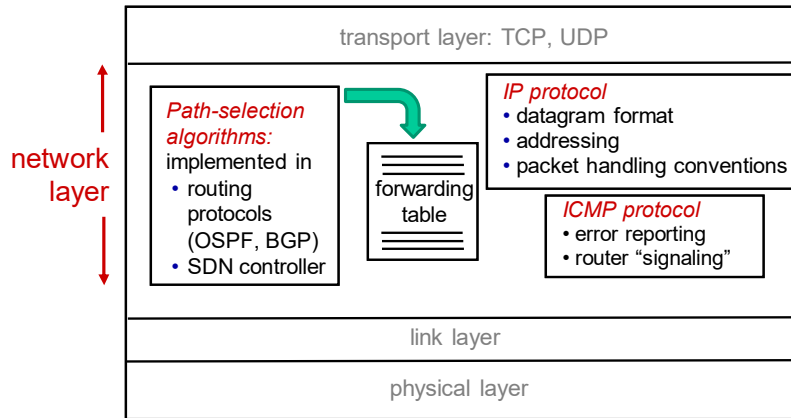 transport layer: TCP, UDP
network
layer
Path-selection
algorithms:
implemented in
• routing
protocols
(OSPF, BGP)
• SDN controller
forwarding
table
IP protocol
• datagram format
• addressing
• packet handling conventions
ICMP protocol
• error reporting
• router “signaling”
link layer
physical layer